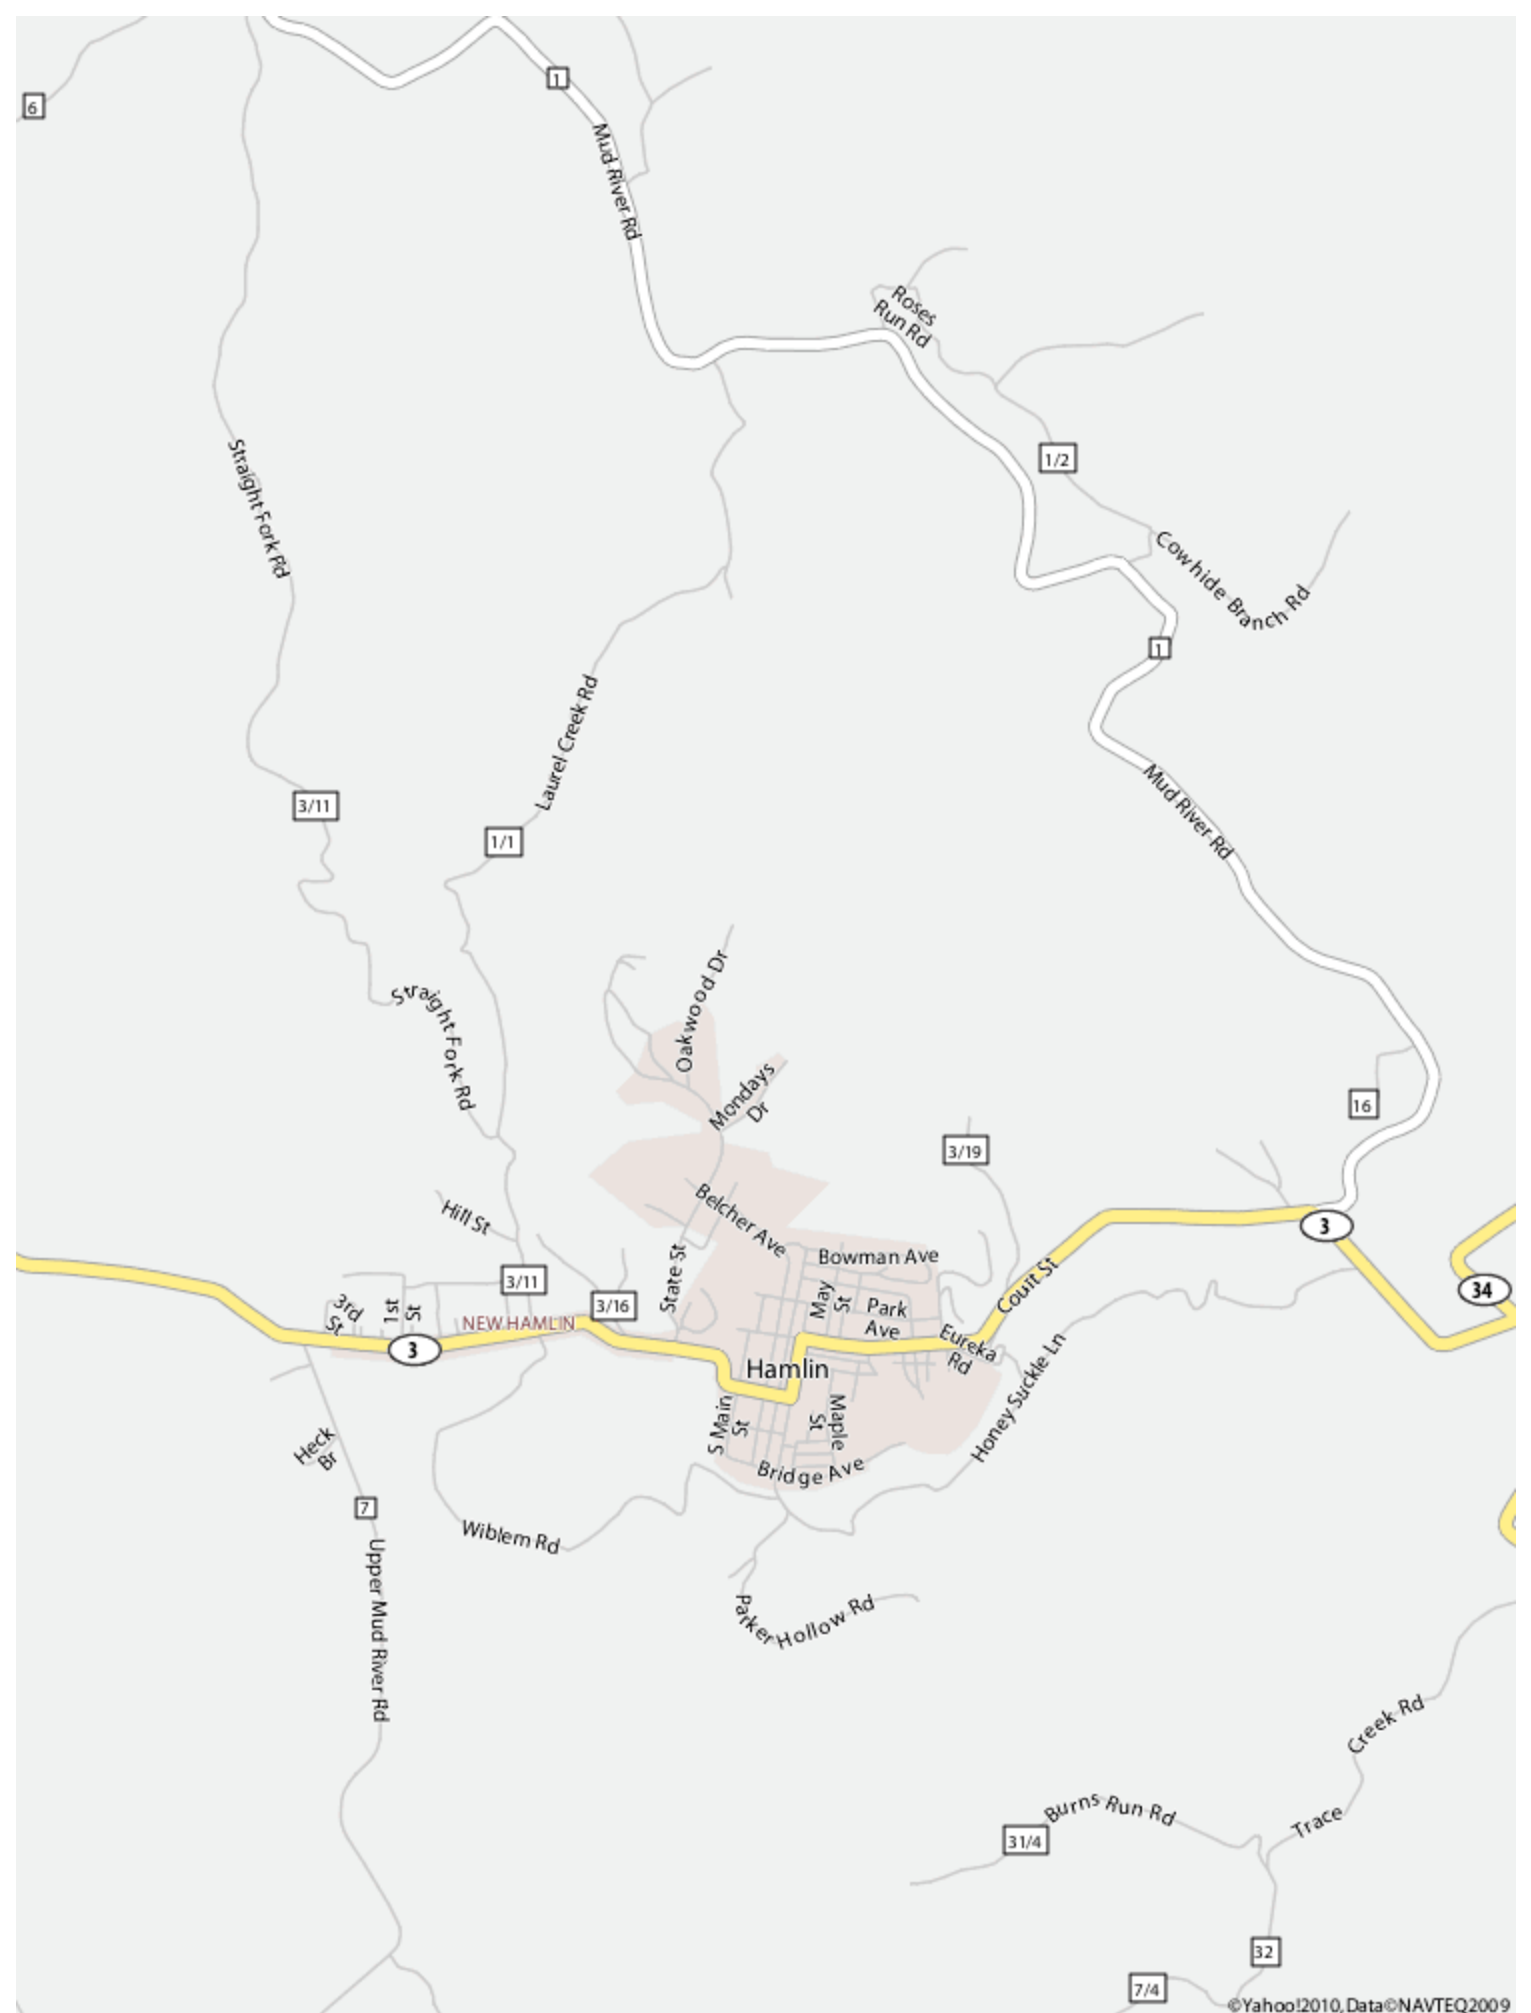 1
6
Mud River Rd
Roses
Run Rd
1/2
Straight Fork Rd
Cowhide Branch Rd
1
Laurel Creek Rd
Mud River Rd
3/11
1/1
Oakwood Dr
Straight Fork Rd
Mondays
Dr
16
3/19
Belcher Ave
Hill St
3
Bowman Ave
State St
Court St
3/11
34
3/16
May
St
Park
Ave
3rd
St
1st
St
NEW HAMLIN
3
Eureka
Rd
Hamlin
Honey Suckle Ln
S Main
St
Maple
St
Heck
Br
Bridge Ave
7
Wiblem Rd
Upper Mud River Rd
Parker Hollow Rd
Trace Creek Rd
Burns Run Rd
31/4
32
7/4
©Yahoo!2010, Data©NAVTEQ2009